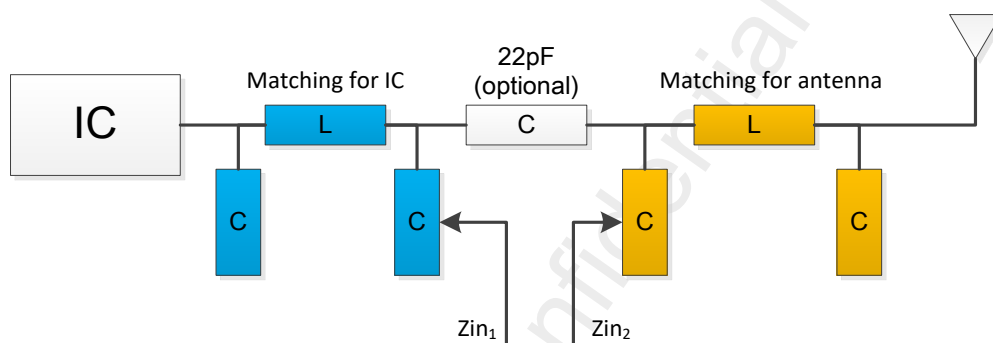 22pF
(optional)
Matching for IC
Matching for antenna
IC
L
C
L
C
C
C
C
Zin₁
Zin₂